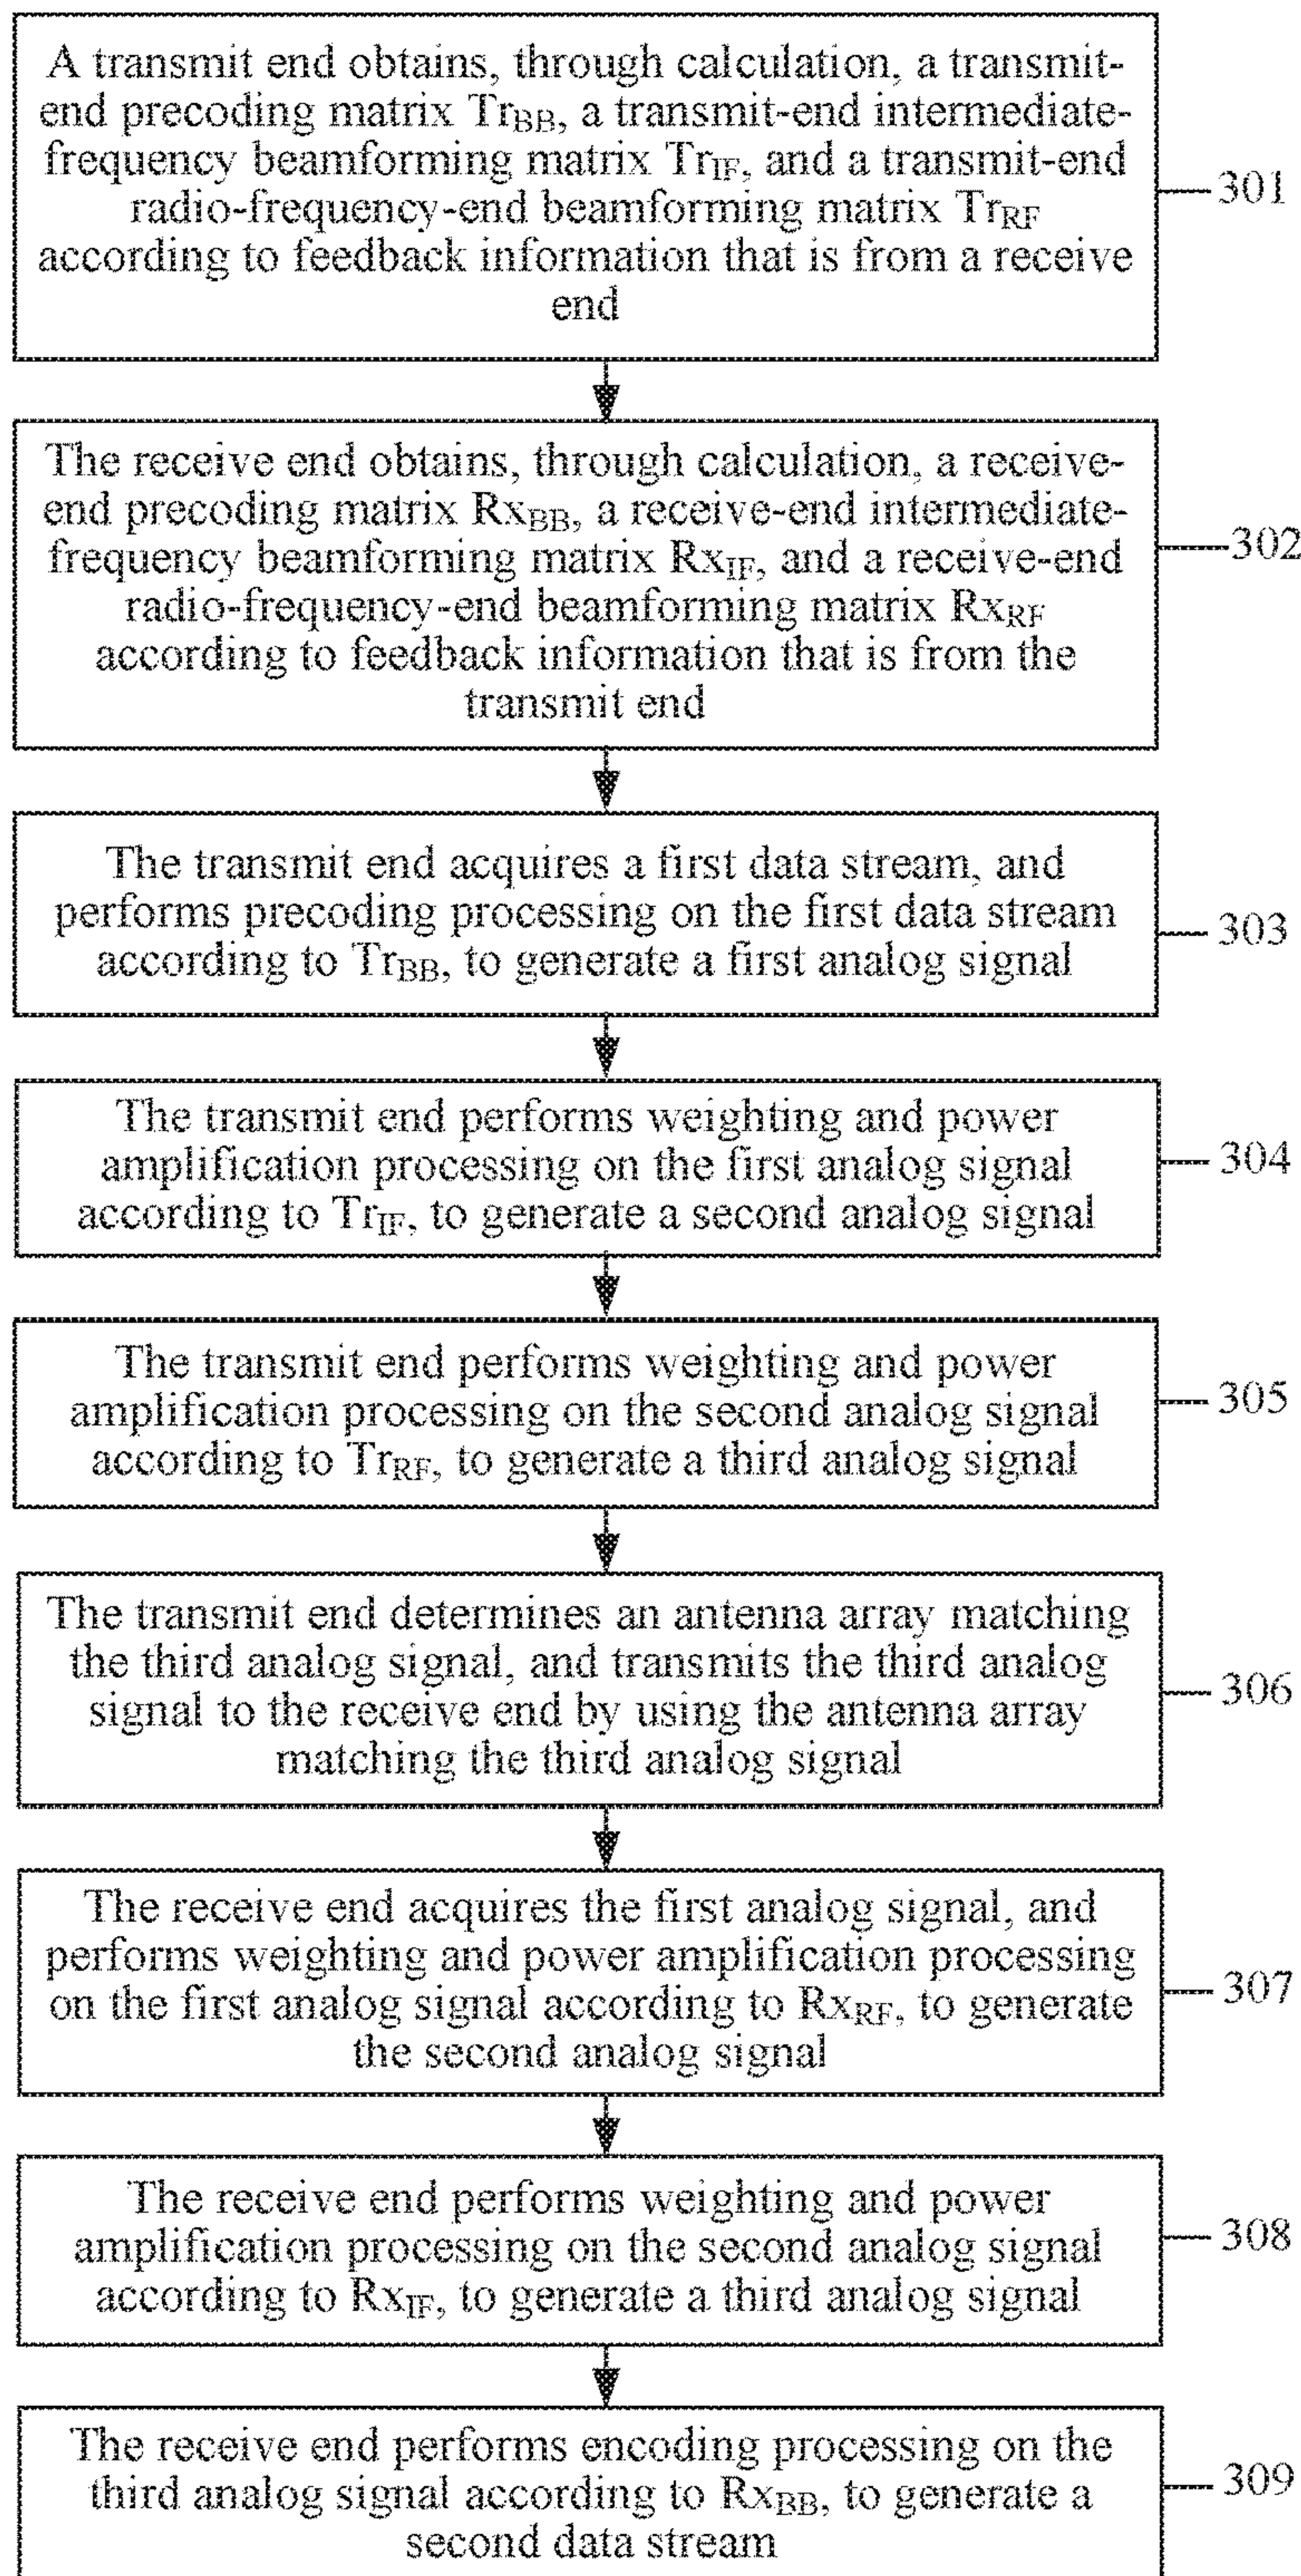 A transmit end obtains, through calculation, a transmit-
end precoding matrix TrBB, a transmit-end intermediate-
frequency beamforming matrix TrIF, and a transmit-end
radio-frequency-end beamforming matrix TrRF
according to feedback information that is from a receive
end
301
The receive end obtains, through calculation, a receive-
end precoding matrix RxBB, a receive-end intermediate-
frequency beamforming matrix RxIF, and a receive-end
radio-frequency-end beamforming matrix RxRF
according to feedback information that is from the
transmit end
302
The transmit end acquires a first data stream, and
performs precoding processing on the first data stream
according to TrBB, to generate a first analog signal
303
The transmit end performs weighting and power
amplification processing on the first analog signal
according to TrIF, to generate a second analog signal
304
The transmit end performs weighting and power
amplification processing on the second analog signal
according to TrRF, to generate a third analog signal
305
The transmit end determines an antenna array matching
the third analog signal, and transmits the third analog
signal to the receive end by using the antenna array
matching the third analog signal
306
The receive end acquires the first analog signal, and
performs weighting and power amplification processing
on the first analog signal according to RxRF, to generate
the second analog signal
307
The receive end performs weighting and power
amplification processing on the second analog signal
according to RxIF, to generate a third analog signal
308
The receive end performs encoding processing on the
third analog signal according to RxBB, to generate a
second data stream
309